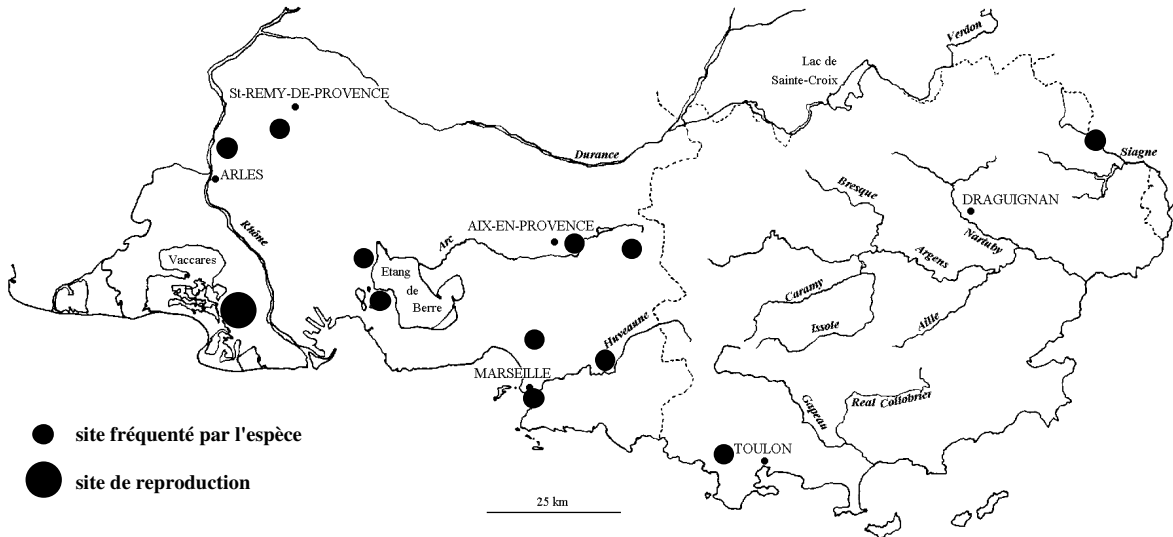 Verdon
Lac de
Sainte-Croix
St-REMY-DE-PROVENCE
Durance
Siagne
ARLES
Bresque
DRAGUIGNAN
Rhône
Arc
AIX-EN-PROVENCE
Nartuby
Vaccares
Etang
de
Berre
Argens
Caramy
Issole
Aille
Huveaune
MARSEILLE
Gapeau
Real Collobrier
site fréquenté par l'espèce
TOULON
site de reproduction
25 km